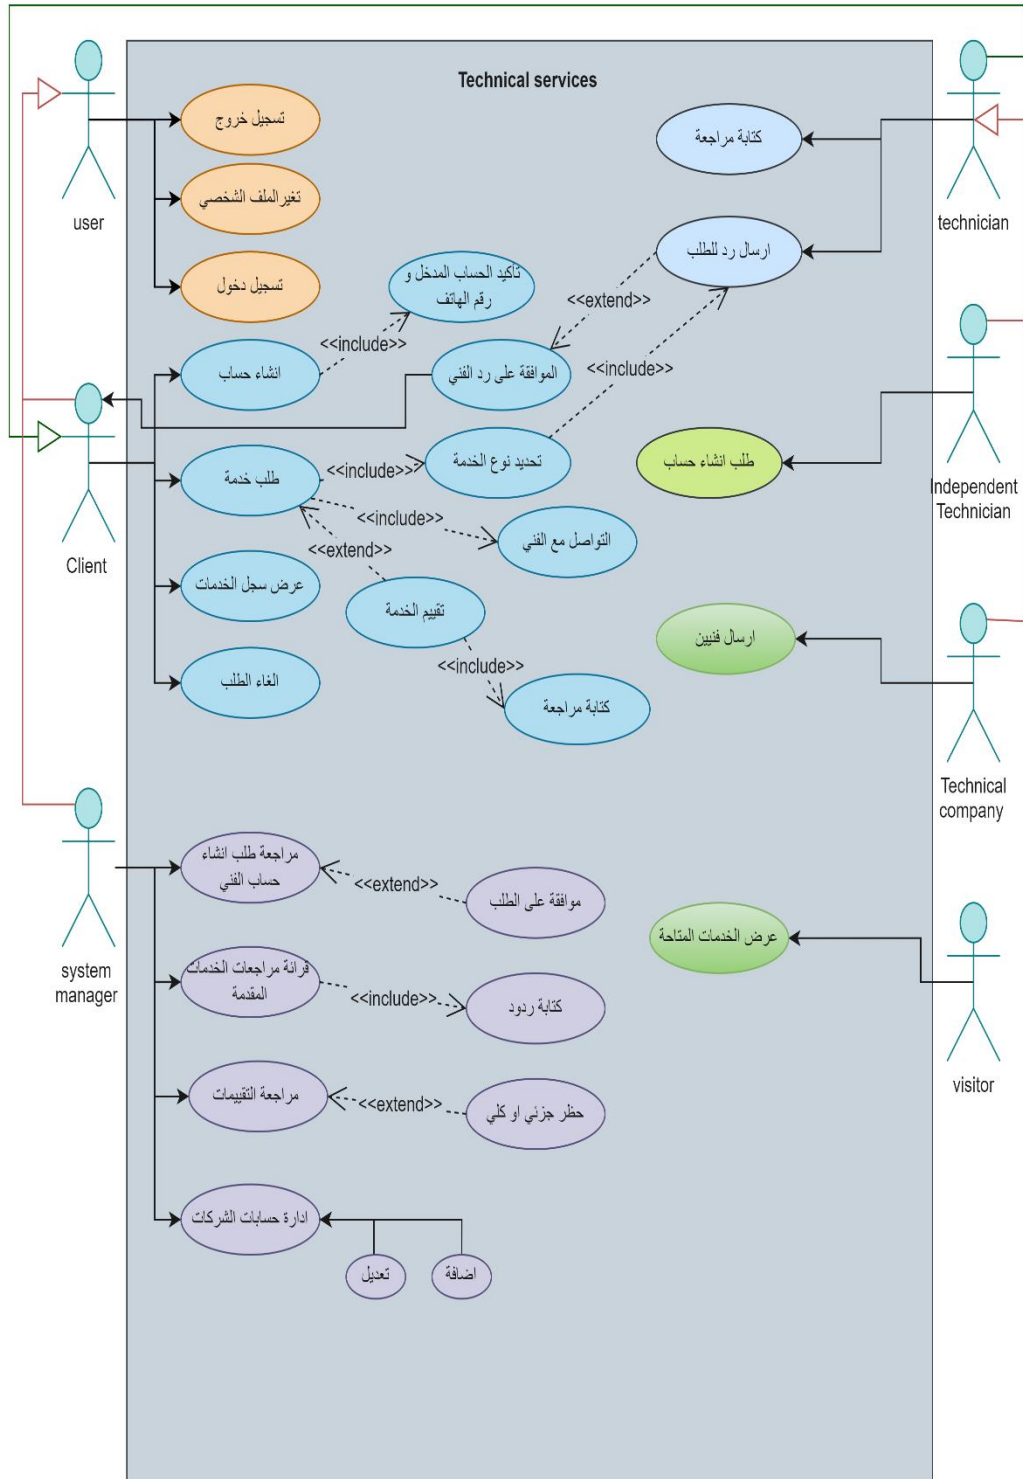 Technical services
user
تسجيل خروج
تغير الملف الشخصي
تسجيل دخول
كتابة مراجعة
technician
ارسال رد للطلب
تأكيد الحساب المدخل و
رقم الهاتف
<<extend>>
<<include>>
انشاء حساب
الموافقة على رد الفني
<<include>>
Client
طلب خدمة
<<include>>
تحديد نوع الخدمة
طلب انشاء حساب
Independent
Technician
<<include>>
التواصل مع الفني
<<extend>>
عرض سجل الخدمات
تقييم الخدمة
ارسال فنيين
<<include>>
الغاء الطلب
كتابة مراجعة
Technical
company
مراجعة طلب انشاء
حساب الفني
<<extend>>
موافقة على الطلب
عرض الخدمات المتاحة
system
manager
قرائة مراجعات الخدمات
المقدمة
<<include>>
كتابة ردود
visitor
مراجعة التقييمات
<<extend>>
حظر جزئي او كلي
ادارة حسابات الشركات
تعديل
اضافة